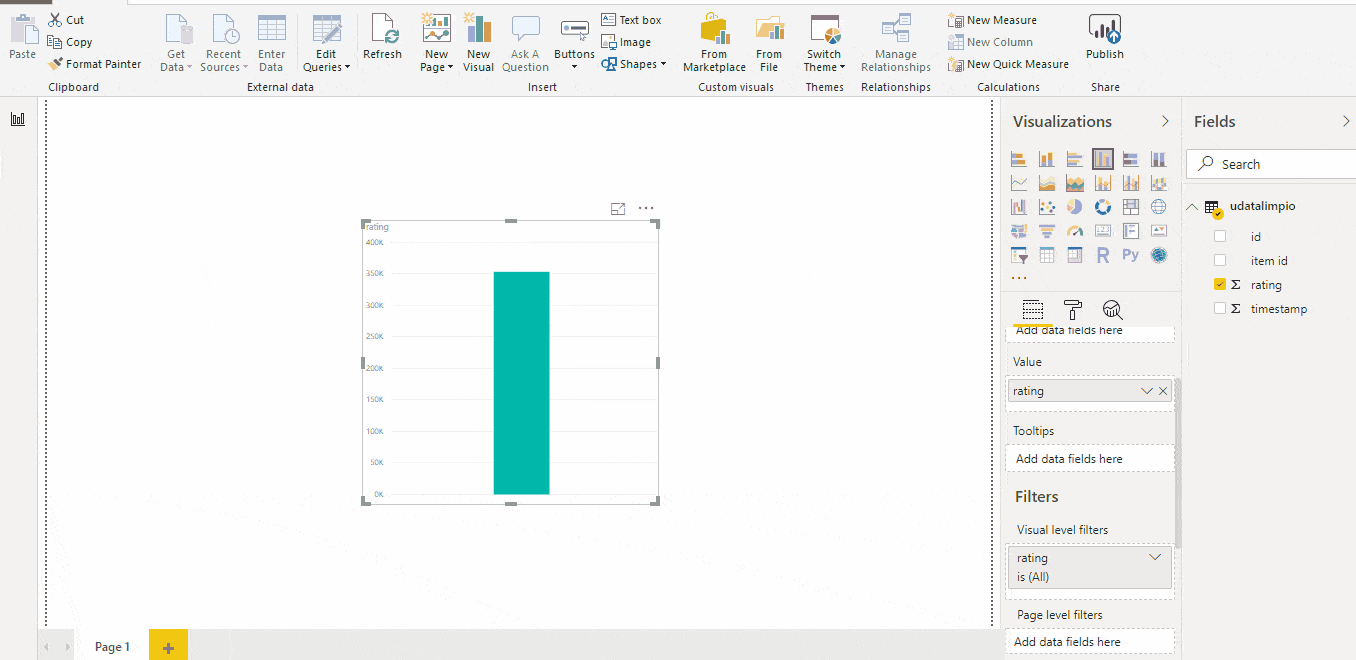 Paste
Cut
Copy
Format Painter
Clipboard
Get Data
Recent Sources
Enter Data
External data
Edit Queries
Refresh
New Page
New Visual
Ask A Question
Buttons
Text box
Image
Shapes
Insert
From Marketplace
From File
Custom visuals
Switch Theme
Themes
Manage Relationships
Relationships
New Measure
New Column
New Quick Measure
Calculations
Publish
Share
rating
400K
350K
300K
250K
200K
150K
100K
50K
0K
Visualizations
123
R
Py
...
Add data fields here
Value
rating
Tooltips
Add data fields here
Filters
Visual level filters
rating
is (All)
Page level filters
Add data fields here
Fields
Search
udatalimpio
id
item id
Σ rating
Σ timestamp
Page 1
+